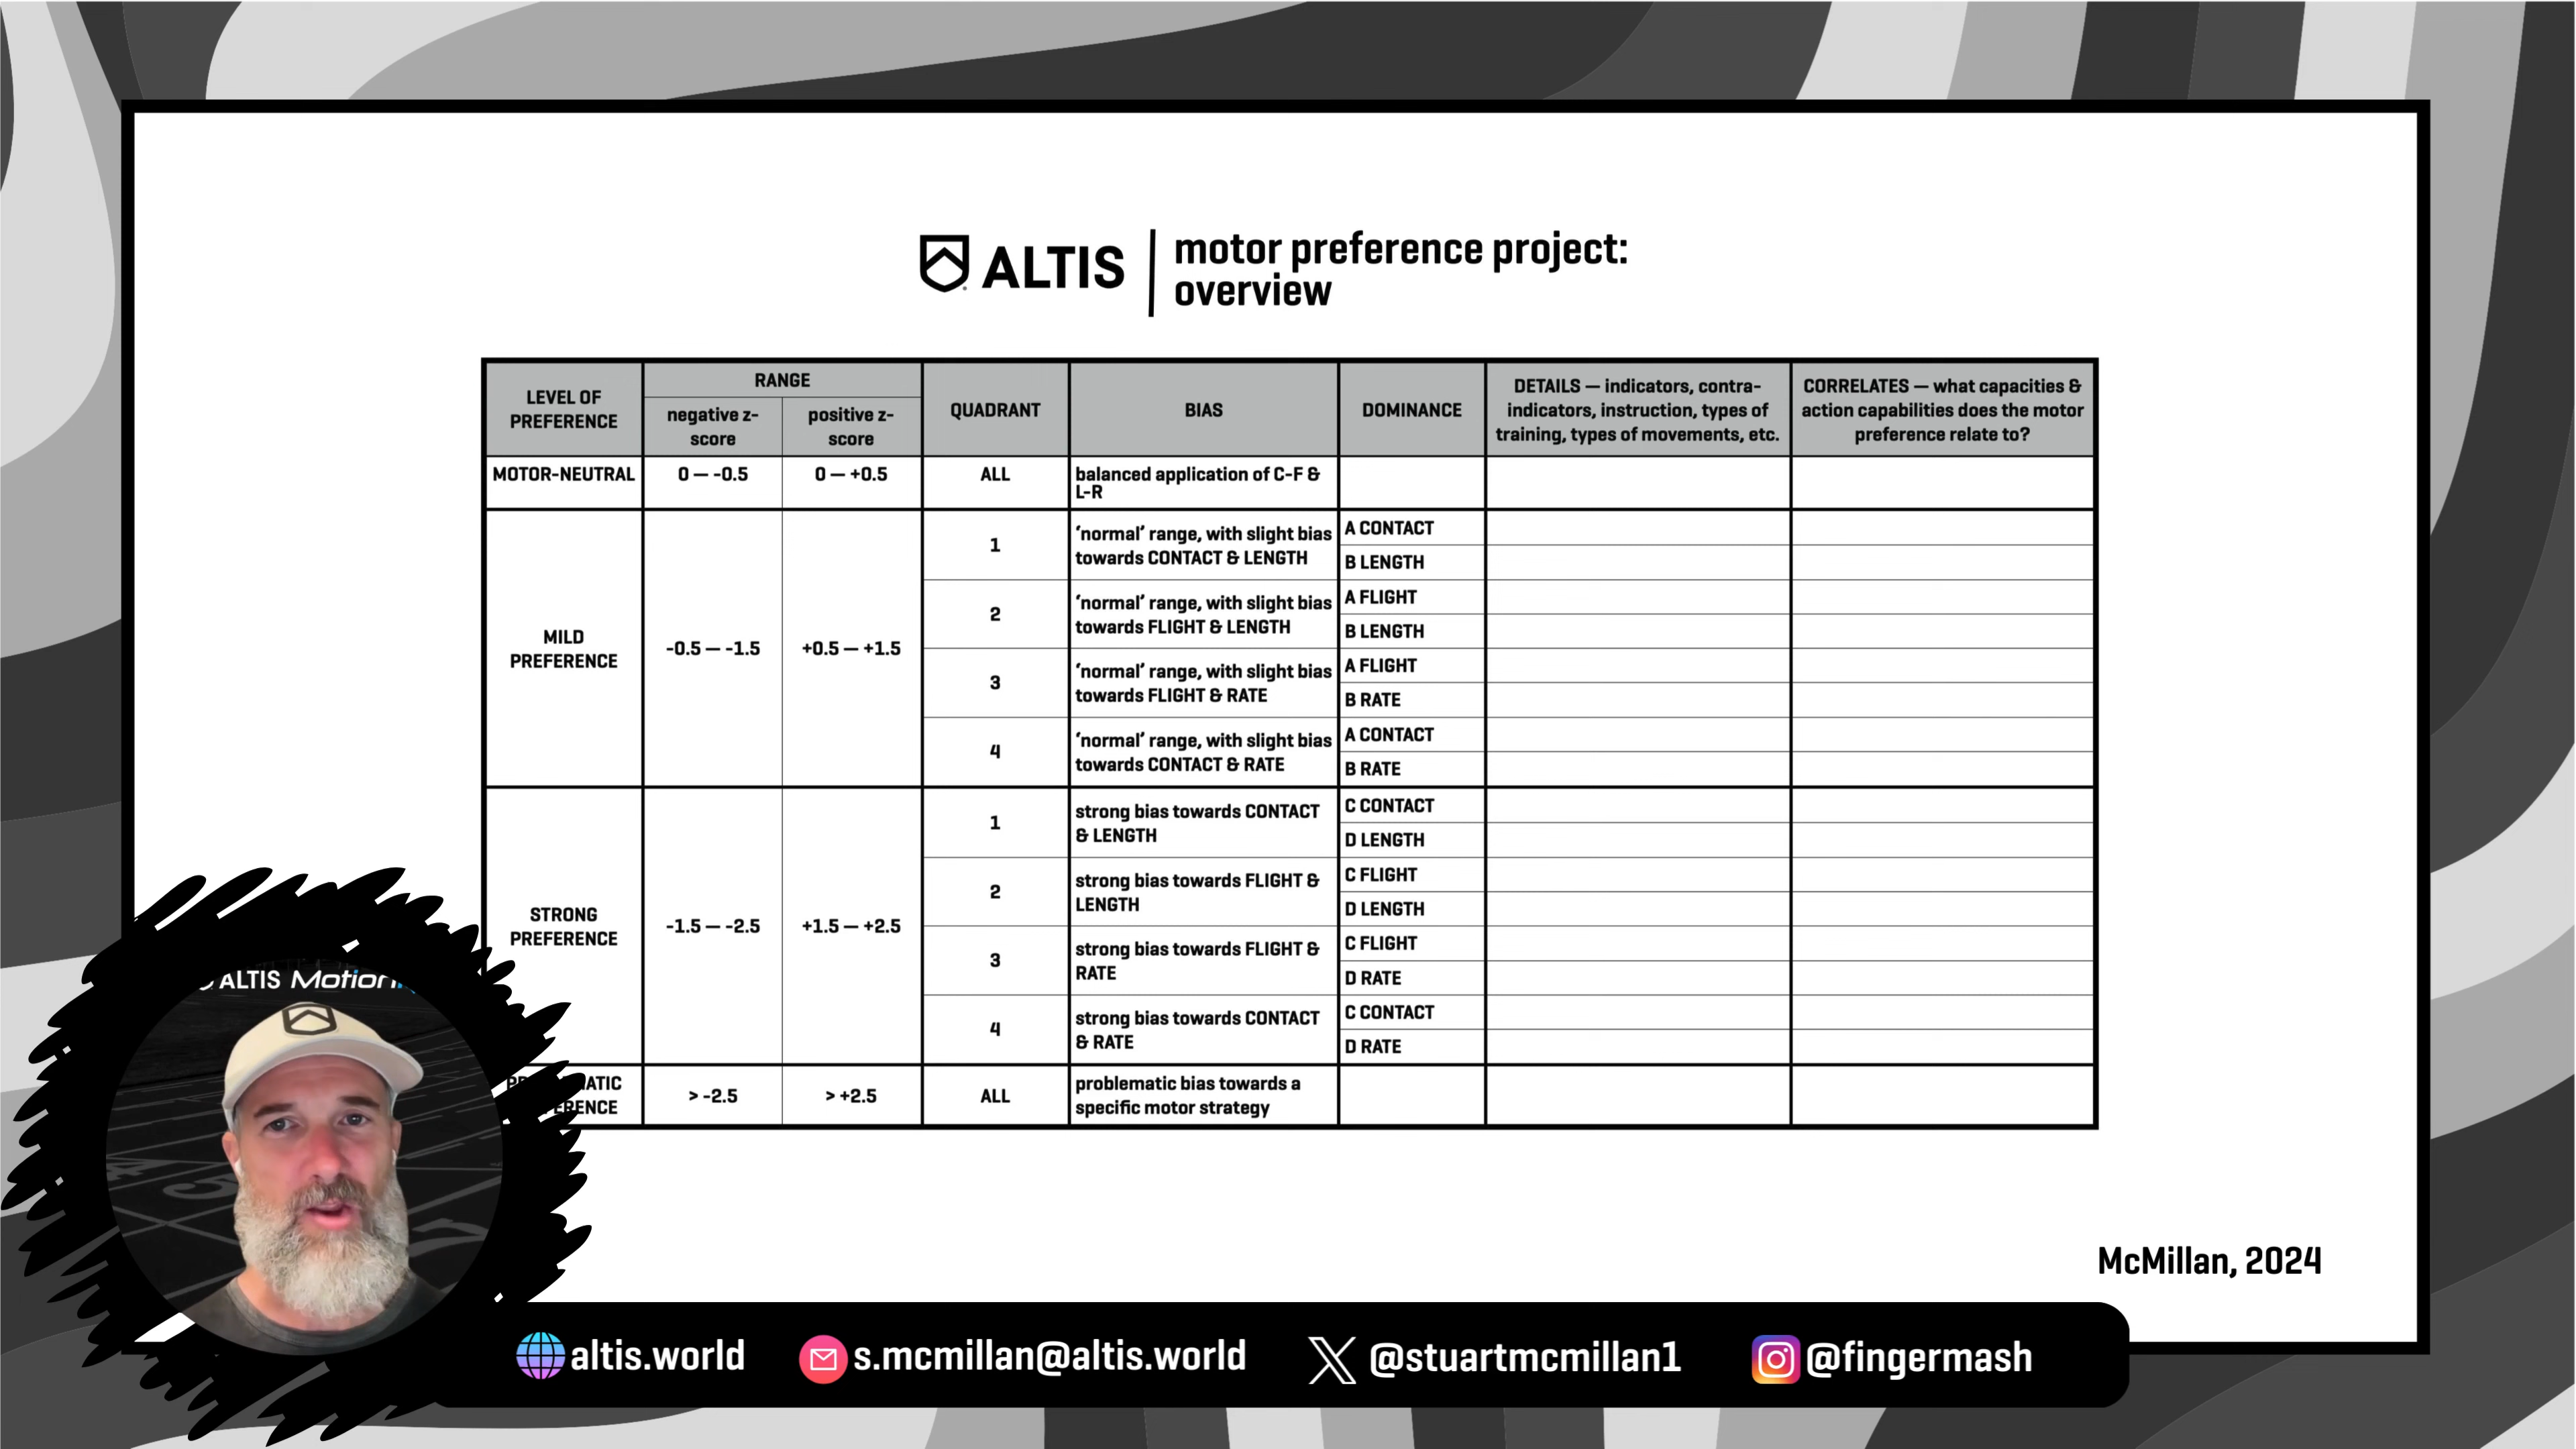 ALTIS
motor preference project:
overview
LEVEL OF
PREFERENCE
RANGE
negative z-
score
positive z-
score
QUADRANT
BIAS
DOMINANCE
DETAILS — indicators, contra-
indicators, instruction, types of
training, types of movements, etc.
CORRELATES — what capacities &
action capabilities does the motor
preference relate to?
MOTOR-NEUTRAL
0 — -0.5
0 — +0.5
ALL
balanced application of C-F &
L-R
MILD
PREFERENCE
-0.5 — -1.5
+0.5 — +1.5
1
‘normal’ range, with slight bias
towards CONTACT & LENGTH
A CONTACT
B LENGTH
2
‘normal’ range, with slight bias
towards FLIGHT & LENGTH
A FLIGHT
B LENGTH
3
‘normal’ range, with slight bias
towards FLIGHT & RATE
A FLIGHT
B RATE
4
‘normal’ range, with slight bias
towards CONTACT & RATE
A CONTACT
B RATE
STRONG
PREFERENCE
-1.5 — -2.5
+1.5 — +2.5
1
strong bias towards CONTACT
& LENGTH
C CONTACT
D LENGTH
2
strong bias towards FLIGHT &
LENGTH
C FLIGHT
D LENGTH
3
strong bias towards FLIGHT &
RATE
C FLIGHT
D RATE
4
strong bias towards CONTACT
& RATE
C CONTACT
D RATE
> -2.5
> +2.5
ALL
problematic bias towards a
specific motor strategy
ALTIS
McMillan, 2024
altis.world
s.mcmillan@altis.world
@stuartmcmillan1
@fingermash